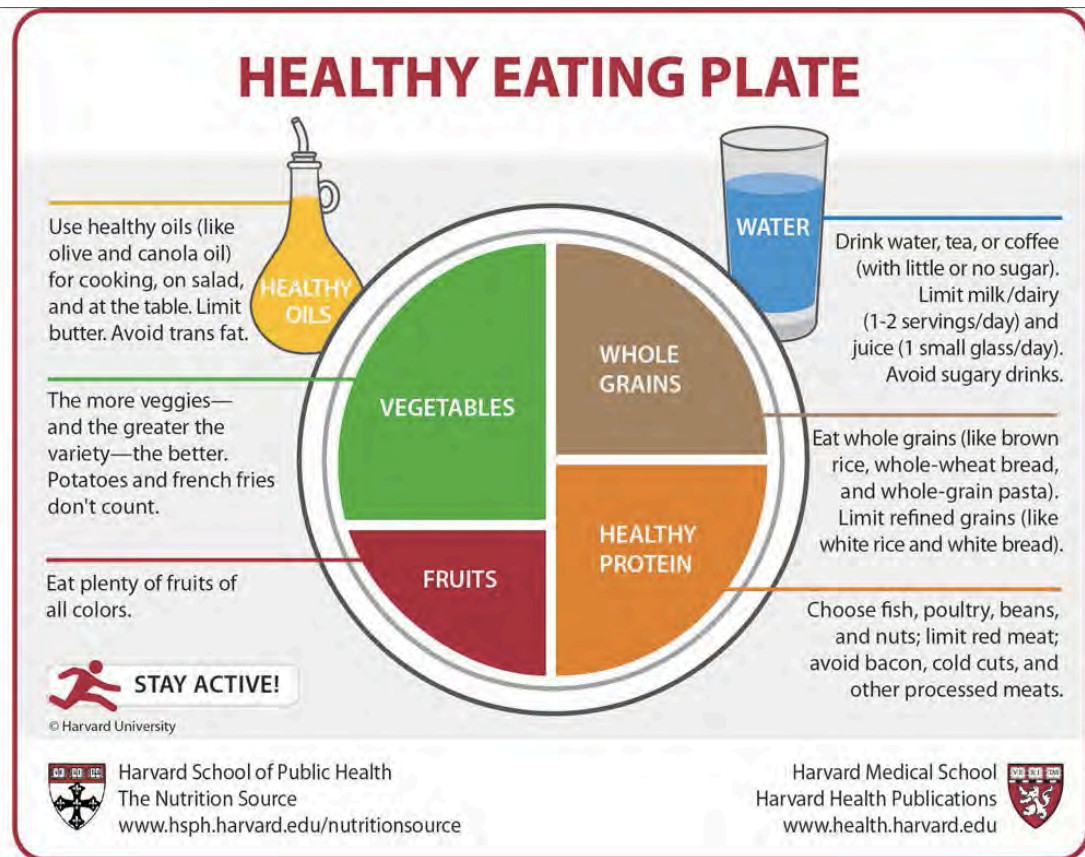 HEALTHY EATING PLATE
Use healthy oils (like
olive and canola oil)
for cooking, on salad,
and at the table. Limit
butter. Avoid trans fat.
HEALTHY
OILS
The more veggies—
and the greater the
variety—the better.
Potatoes and french fries
don't count.
Eat plenty of fruits of
all colors.
VEGETABLES
FRUITS
WHOLE
GRAINS
HEALTHY
PROTEIN
WATER
Drink water, tea, or coffee
(with little or no sugar).
Limit milk/dairy
(1-2 servings/day) and
juice (1 small glass/day).
Avoid sugary drinks.
Eat whole grains (like brown
rice, whole-wheat bread,
and whole-grain pasta).
Limit refined grains (like
white rice and white bread).
Choose fish, poultry, beans,
and nuts; limit red meat;
avoid bacon, cold cuts, and
other processed meats.
STAY ACTIVE!
© Harvard University
Harvard School of Public Health
The Nutrition Source
www.hsph.harvard.edu/nutritionsource
Harvard Medical School
Harvard Health Publications
www.health.harvard.edu